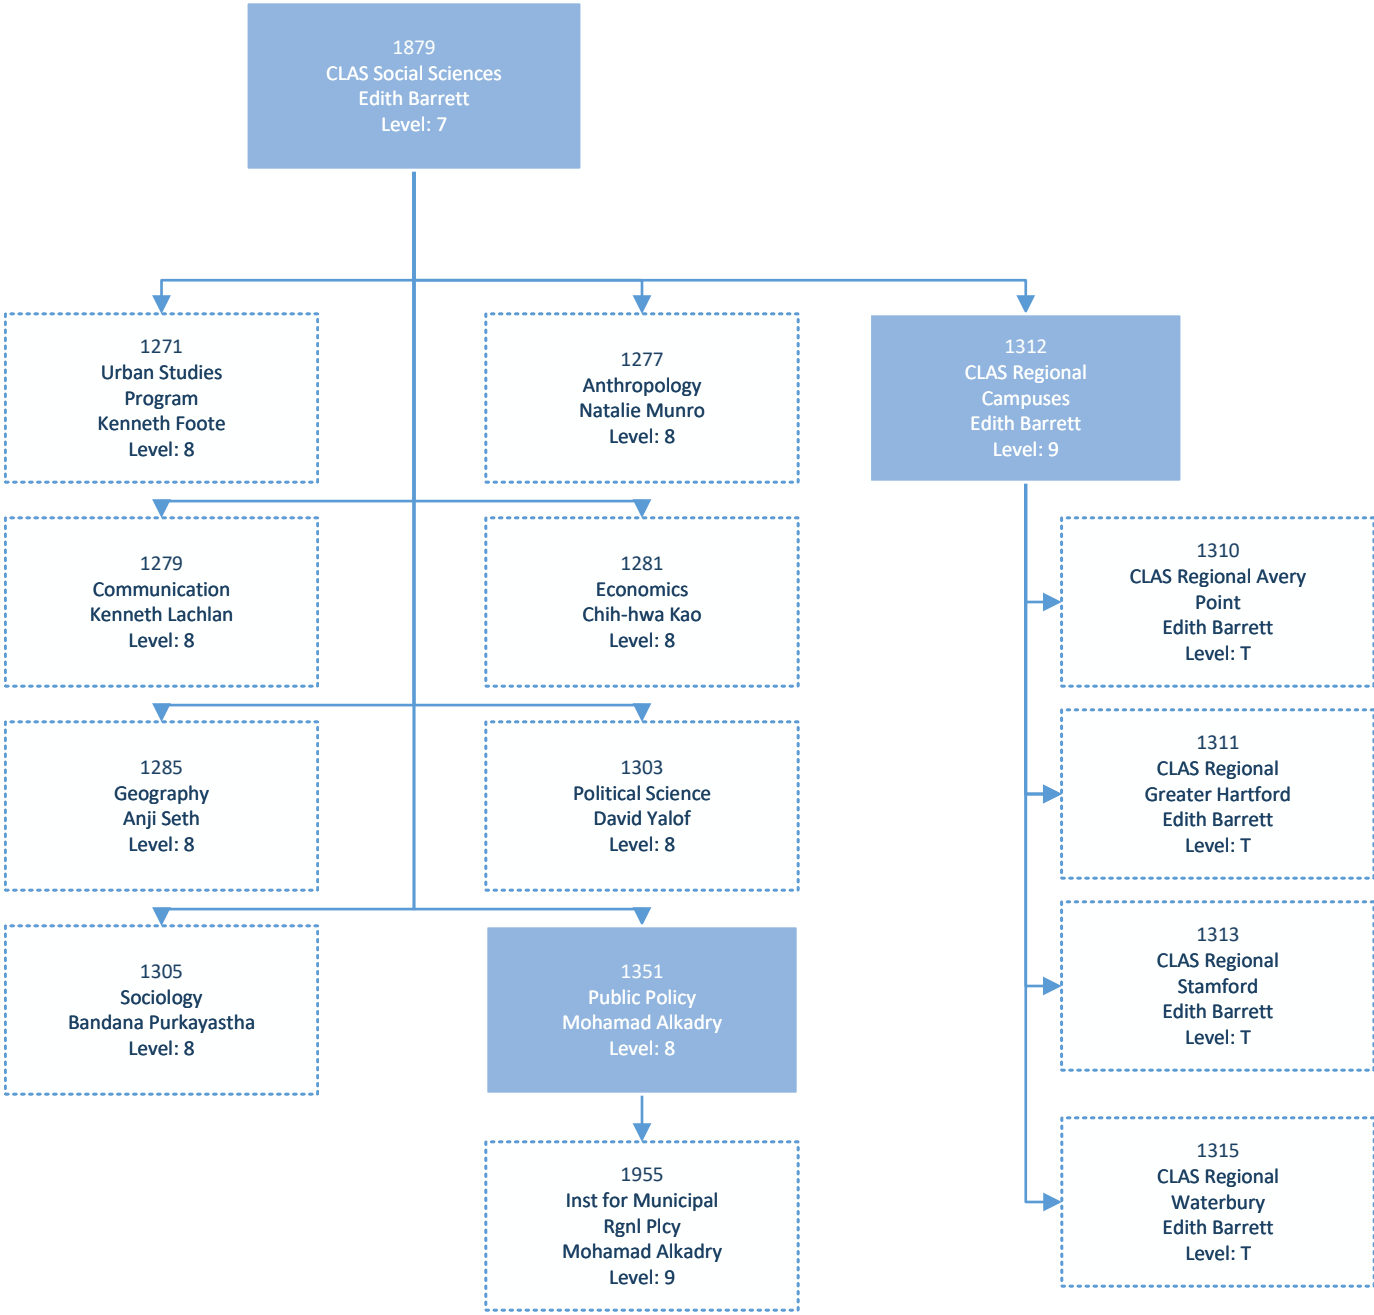 1879
CLAS Social Sciences
Edith Barrett
Level: 7
1271
Urban Studies
Program
Kenneth Foote
Level: 8
1277
Anthropology
Natalie Munro
Level: 8
1312
CLAS Regional
Campuses
Edith Barrett
Level: 9
1279
Communication
Kenneth Lachlan
Level: 8
1281
Economics
Chih-hwa Kao
Level: 8
1310
CLAS Regional Avery
Point
Edith Barrett
Level: T
1285
Geography
Anji Seth
Level: 8
1303
Political Science
David Yalof
Level: 8
1311
CLAS Regional
Greater Hartford
Edith Barrett
Level: T
1305
Sociology
Bandana Purkayastha
Level: 8
1351
Public Policy
Mohamad Alkadry
Level: 8
1313
CLAS Regional
Stamford
Edith Barrett
Level: T
1955
Inst for Municipal
Rgnl Plcy
Mohamad Alkadry
Level: 9
1315
CLAS Regional
Waterbury
Edith Barrett
Level: T